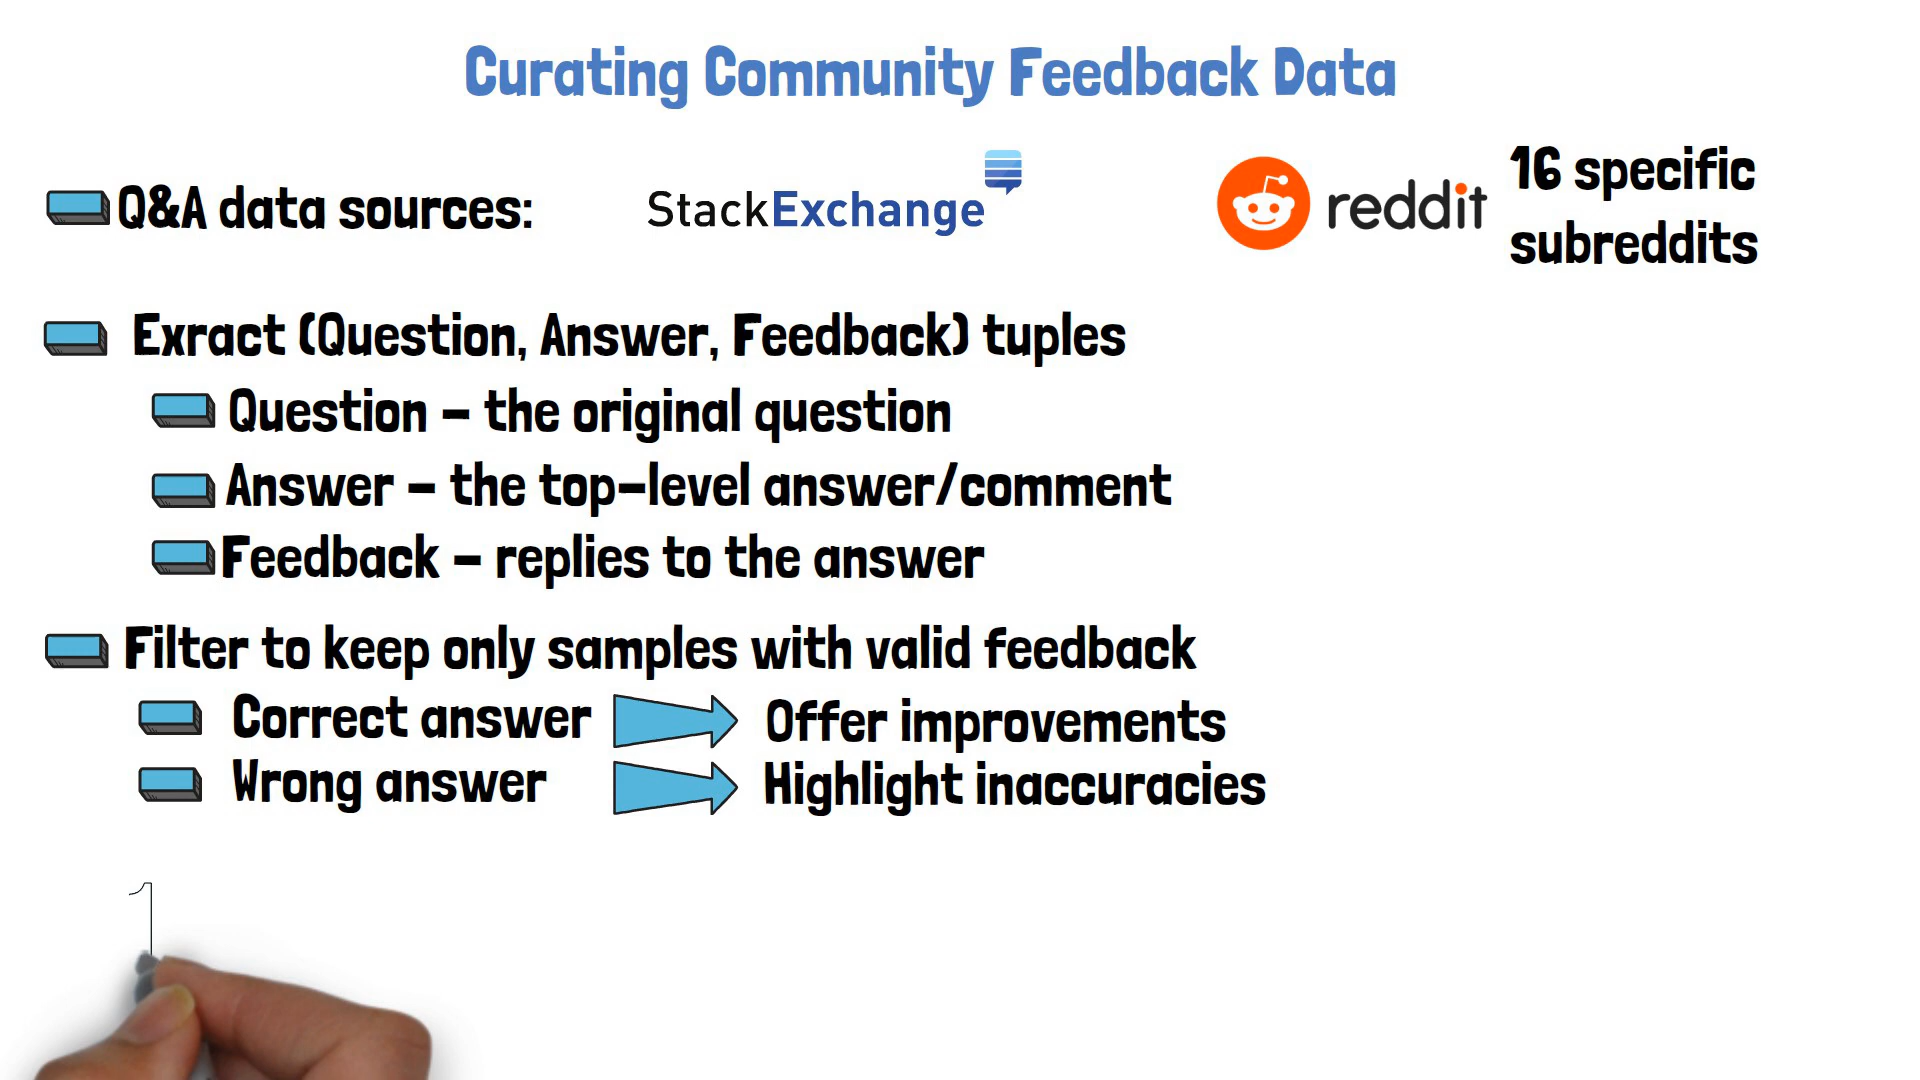 Curating Community Feedback Data
Q&A data sources: StackExchange reddit 16 specific
subreddits
Exract (Question, Answer, Feedback) tuples
Question - the original question
Answer - the top-level answer/comment
Feedback - replies to the answer
Filter to keep only samples with valid feedback
Correct answer Offer improvements
Wrong answer Highlight inaccuracies
1